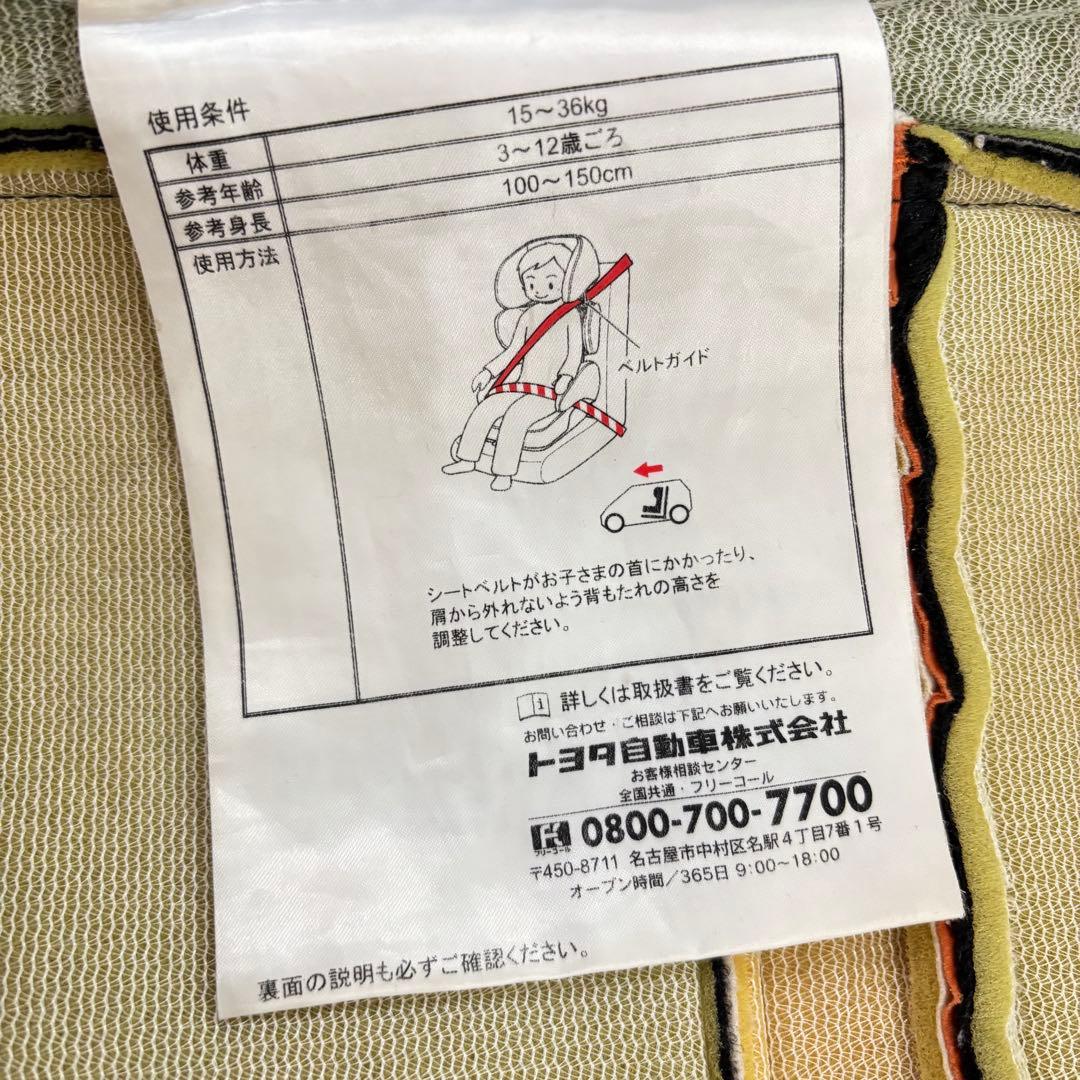 使用条件
体重 15～36kg
参考年齢 3～12歳ごろ
参考身長 100～150cm
使用方法
ベルトガイド
シートベルトがお子さまの首にかかったり、
肩から外れないよう背もたれの高さを
調整してください。
詳しくは取扱書をご覧ください。
お問い合わせ・ご相談は下記へお願いいたします。
トヨタ自動車株式会社
お客様相談センター
全国共通・フリーコール
フリーコール 0800-700-7700
〒450-8711 名古屋市中村区名駅4丁目7番1号
オープン時間／365日 9:00～18:00
裏面の説明も必ずご確認ください。